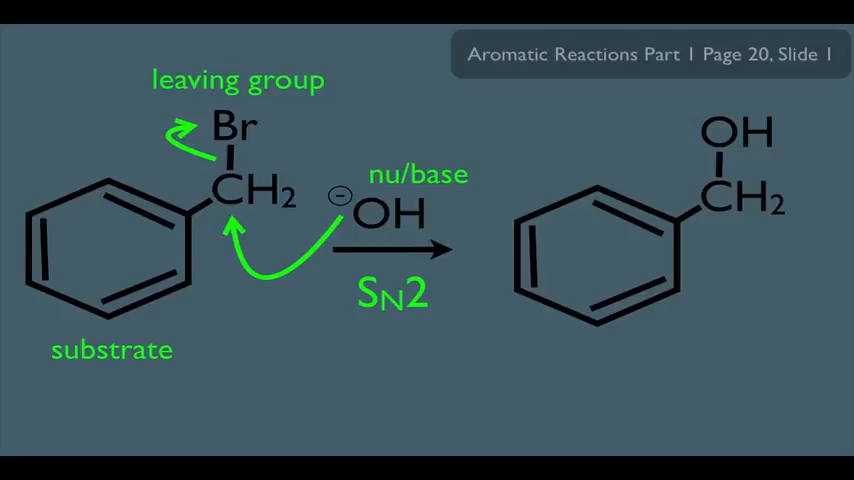 Aromatic Reactions Part 1 Page 20, Slide 1
leaving group
Br
CH₂
nu/base
⊖OH
SN2
substrate
OH
CH₂